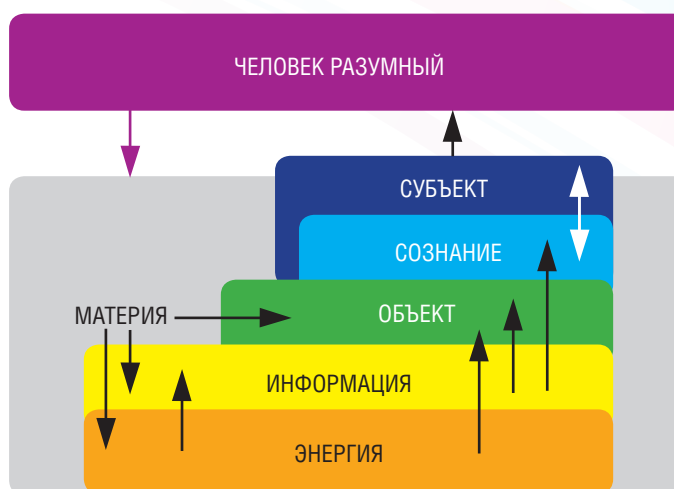 ЧЕЛОВЕК РАЗУМНЫЙ
СУБЪЕКТ
СОЗНАНИЕ
МАТЕРИЯ
ОБЪЕКТ
ИНФОРМАЦИЯ
ЭНЕРГИЯ